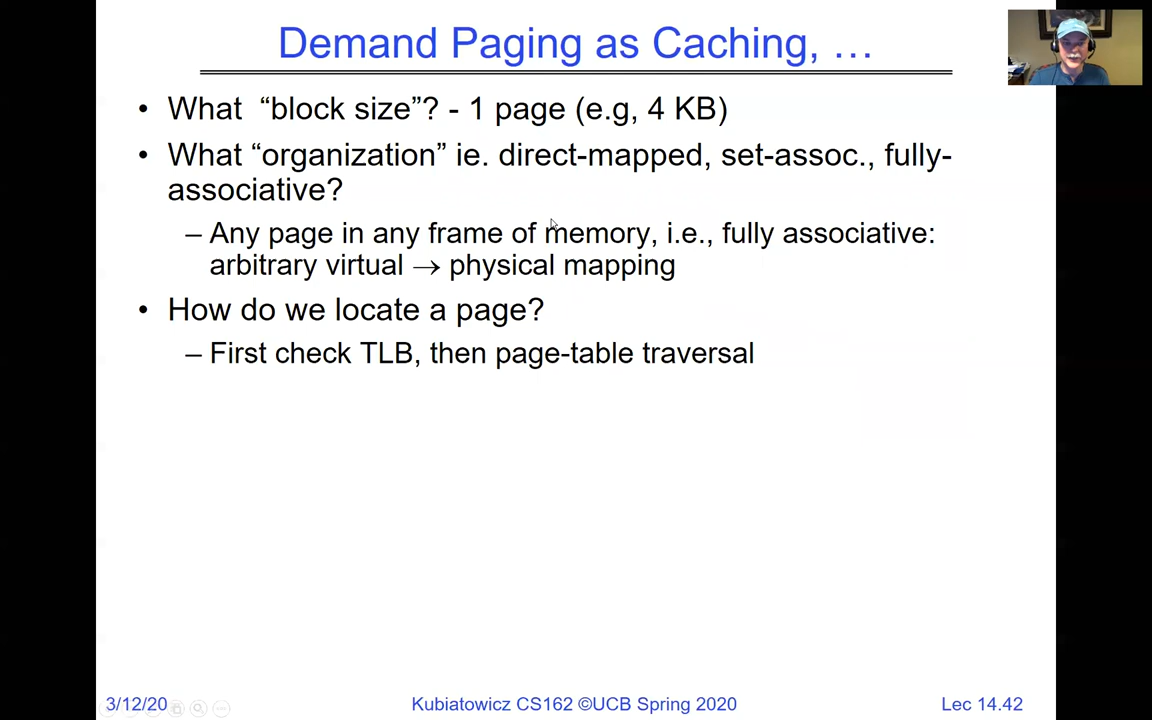 Demand Paging as Caching, …
• What “block size”? - 1 page (e.g, 4 KB)
• What “organization” ie. direct-mapped, set-assoc., fully-
associative?
– Any page in any frame of memory, i.e., fully associative:
arbitrary virtual → physical mapping
• How do we locate a page?
– First check TLB, then page-table traversal
3/12/20 Kubiatowicz CS162 ©UCB Spring 2020 Lec 14.42